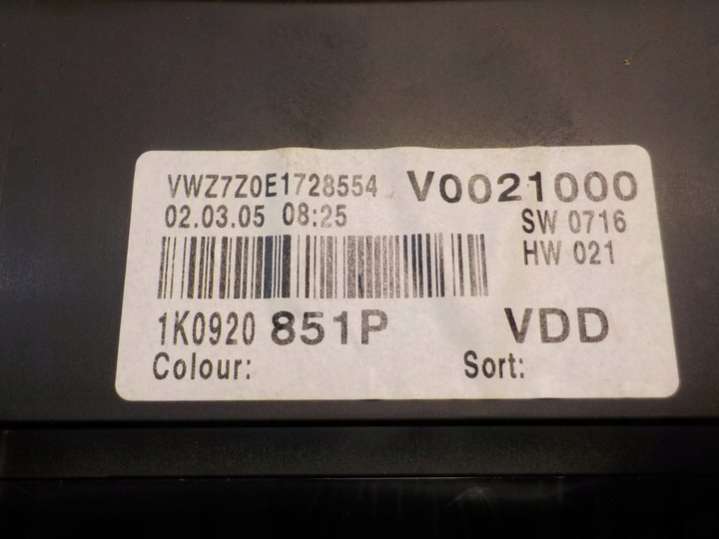 VWZ7Z0E1728554 V0021000
02.03.05 08:25 SW 0716
HW 021
1K0920 851P VDD
Colour: Sort: